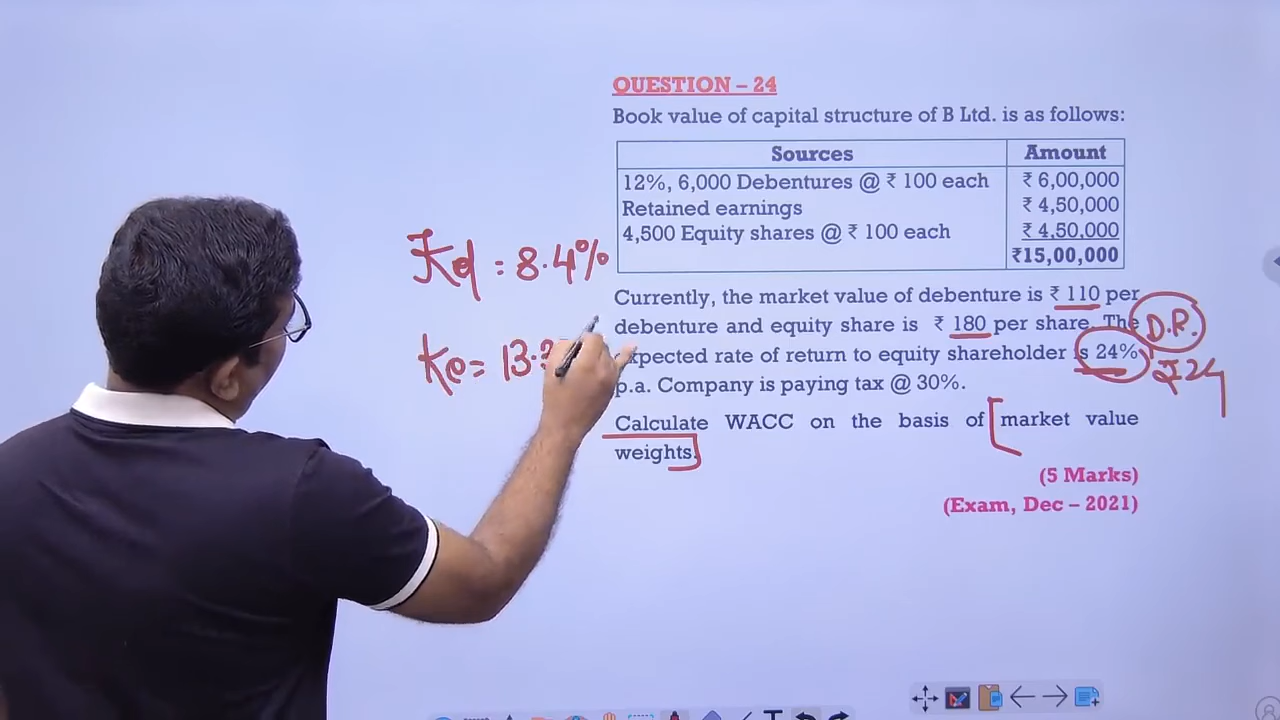 QUESTION – 24
Book value of capital structure of B Ltd. is as follows:
Sources Amount
12%, 6,000 Debentures @ ₹ 100 each ₹ 6,00,000
Retained earnings ₹ 4,50,000
4,500 Equity shares @ ₹ 100 each ₹ 4,50,000
₹15,00,000
Kd = 8.4%
Currently, the market value of debenture is ₹ 110 per
debenture and equity share is ₹ 180 per share. The
D.R.
Ke = 13.3
expected rate of return to equity shareholder is 24%
₹24
p.a. Company is paying tax @ 30%.
Calculate WACC on the basis of market value
weights.
(5 Marks)
(Exam, Dec – 2021)